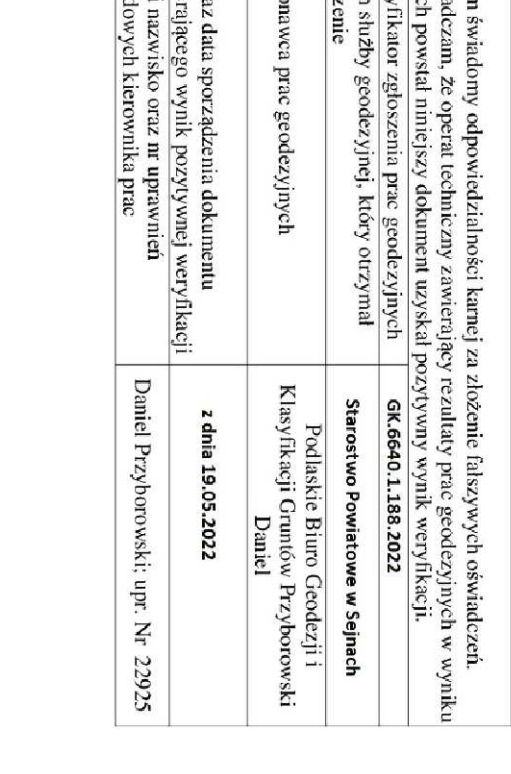 m świadomy odpowiedzialności karnej za złożenie fałszywych oświadczeń.
adczam, że operat techniczny zawierający rezultaty prac geodezyjnych w wyniku
ch powstał niniejszy dokument uzyskał pozytywny wynik weryfikacji.
yfikator zgłoszenia prac geodezyjnych
GK.6640.1.188.2022
n służby geodezyjnej, który otrzymał
zenie
Starostwo Powiatowe w Sejnach
onawca prac geodezyjnych
Podlaskie Biuro Geodezji i
Klasyfikacji Gruntów Przyborowski
Daniel
az data sporządzenia dokumentu
rającego wynik pozytywnej weryfikacji
z dnia 19.05.2022
i nazwisko oraz nr uprawnień
dowych kierownika prac
Daniel Przyborowski; upr. Nr 22925